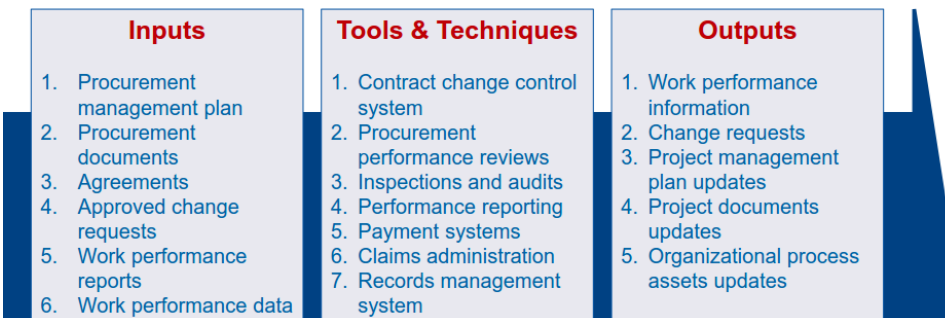 Inputs
1. Procurement
management plan
2. Procurement
documents
3. Agreements
4. Approved change
requests
5. Work performance
reports
6. Work performance data
Tools & Techniques
1. Contract change control
system
2. Procurement
performance reviews
3. Inspections and audits
4. Performance reporting
5. Payment systems
6. Claims administration
7. Records management
system
Outputs
1. Work performance
information
2. Change requests
3. Project management
plan updates
4. Project documents
updates
5. Organizational process
assets updates